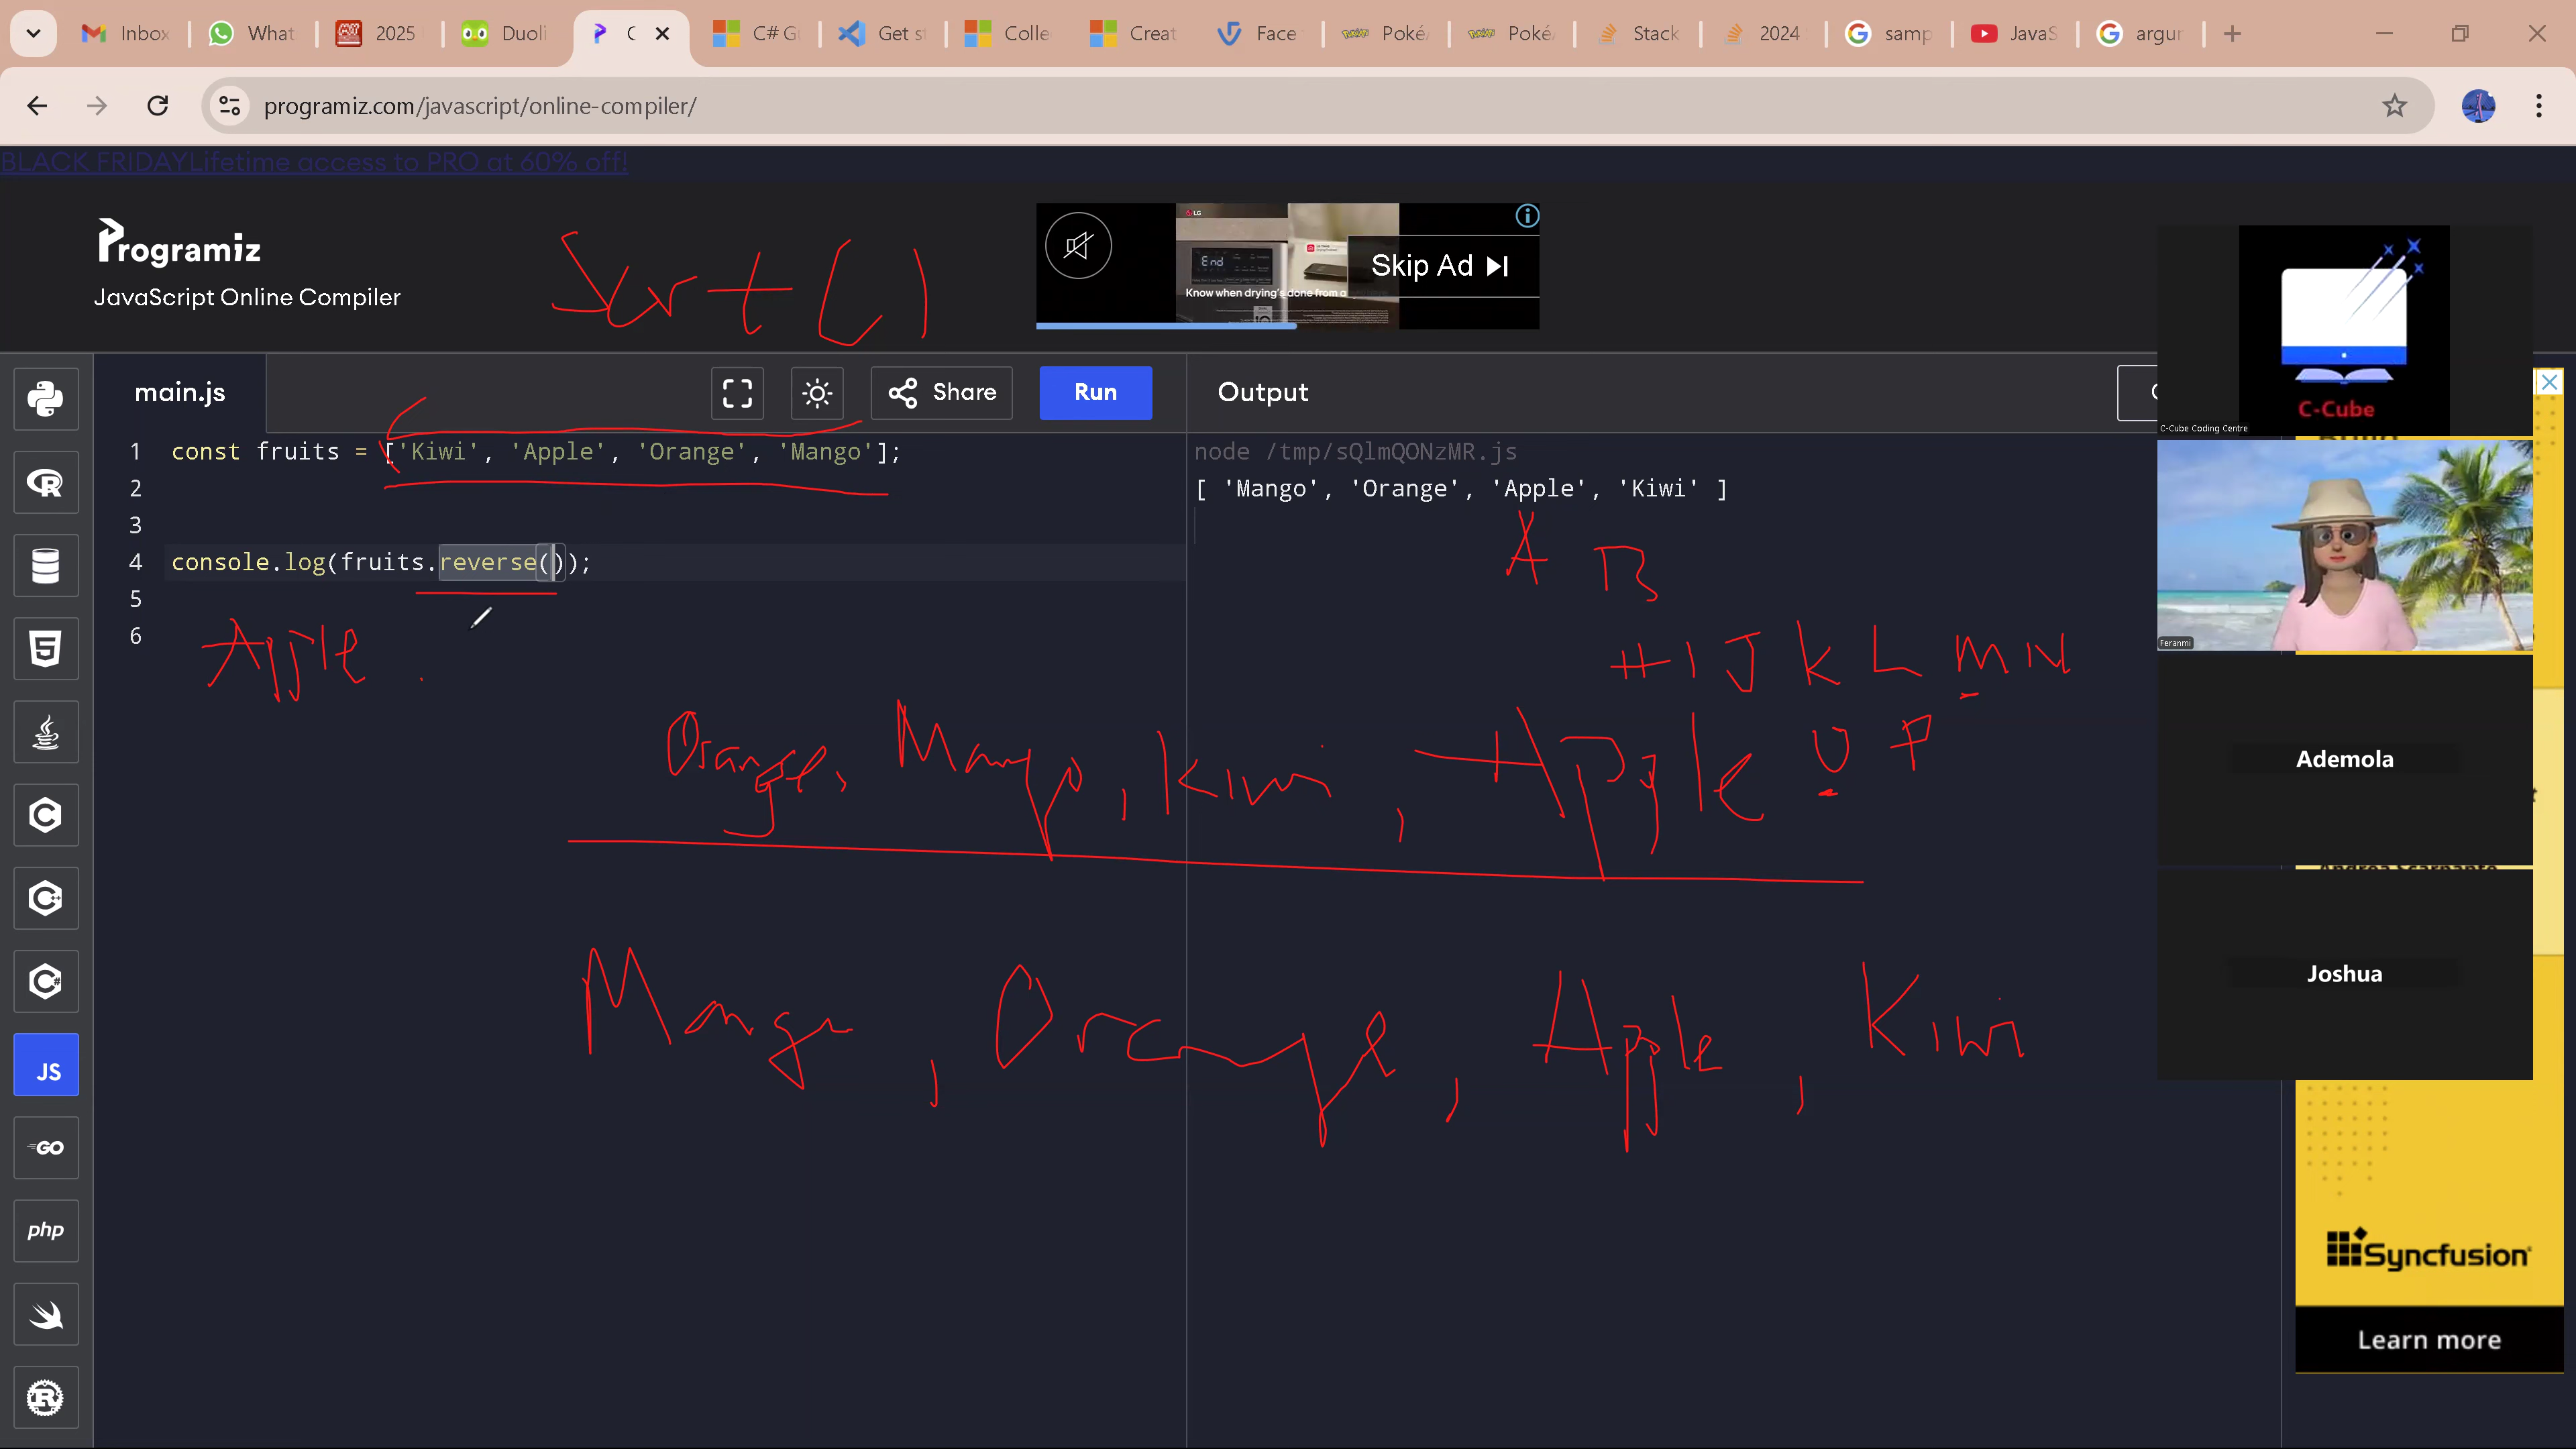 Inbox What 2025 Duoli C C# G Get s Colle Creat Face Poké Poké Stack 2024 samp JavaS argu
programiz.com/javascript/online-compiler/
BLACK FRIDAYLifetime access to PRO at 60% off!
Programiz
JavaScript Online Compiler
Sort()
LG
End
Know when drying's done from a
Skip Ad
C-Cube
C-Cube Coding Centre
main.js
Share
Run
Output
1 const fruits = ['Kiwi', 'Apple', 'Orange', 'Mango'];
2
3
4 console.log(fruits.reverse());
5
6
node /tmp/sQlmQONzMR.js
[ 'Mango', 'Orange', 'Apple', 'Kiwi' ]
A B
H I J K L M N
O P
Apple
Orange, Mango, Kiwi, Apple
Mango, Orange, Apple, Kiwi
Feranmi
Ademola
Joshua
JS
GO
php
Syncfusion
Learn more